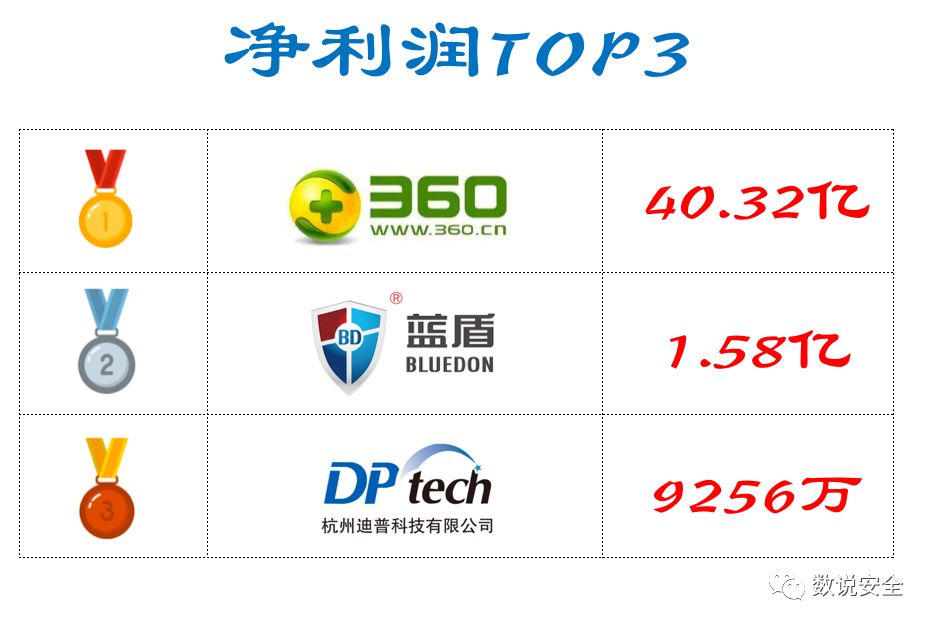 净利润TOP3
1
360
www.360.cn
40.32亿
2
BD
®
蓝盾
BLUEDON
1.58亿
3
DPtech
杭州迪普科技有限公司
9256万
数说安全